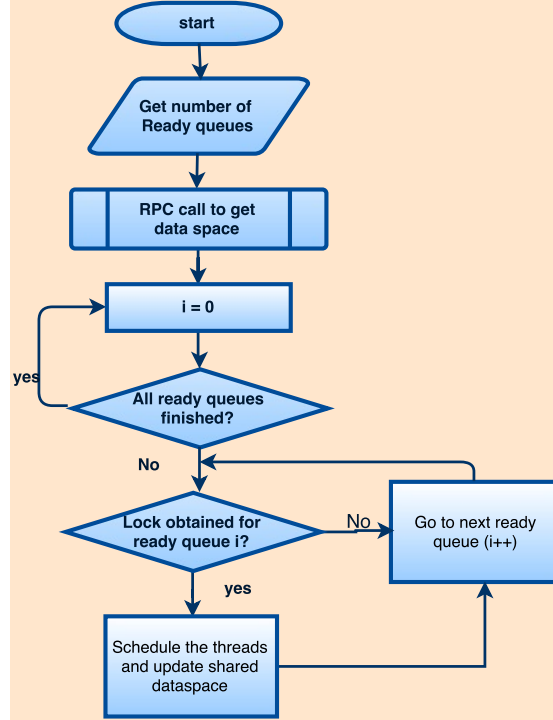 start
Get number of
Ready queues
RPC call to get
data space
i = 0
yes
All ready queues
finished?
No
Lock obtained for
ready queue i?
No
Go to next ready
queue (i++)
yes
Schedule the threads
and update shared
dataspace